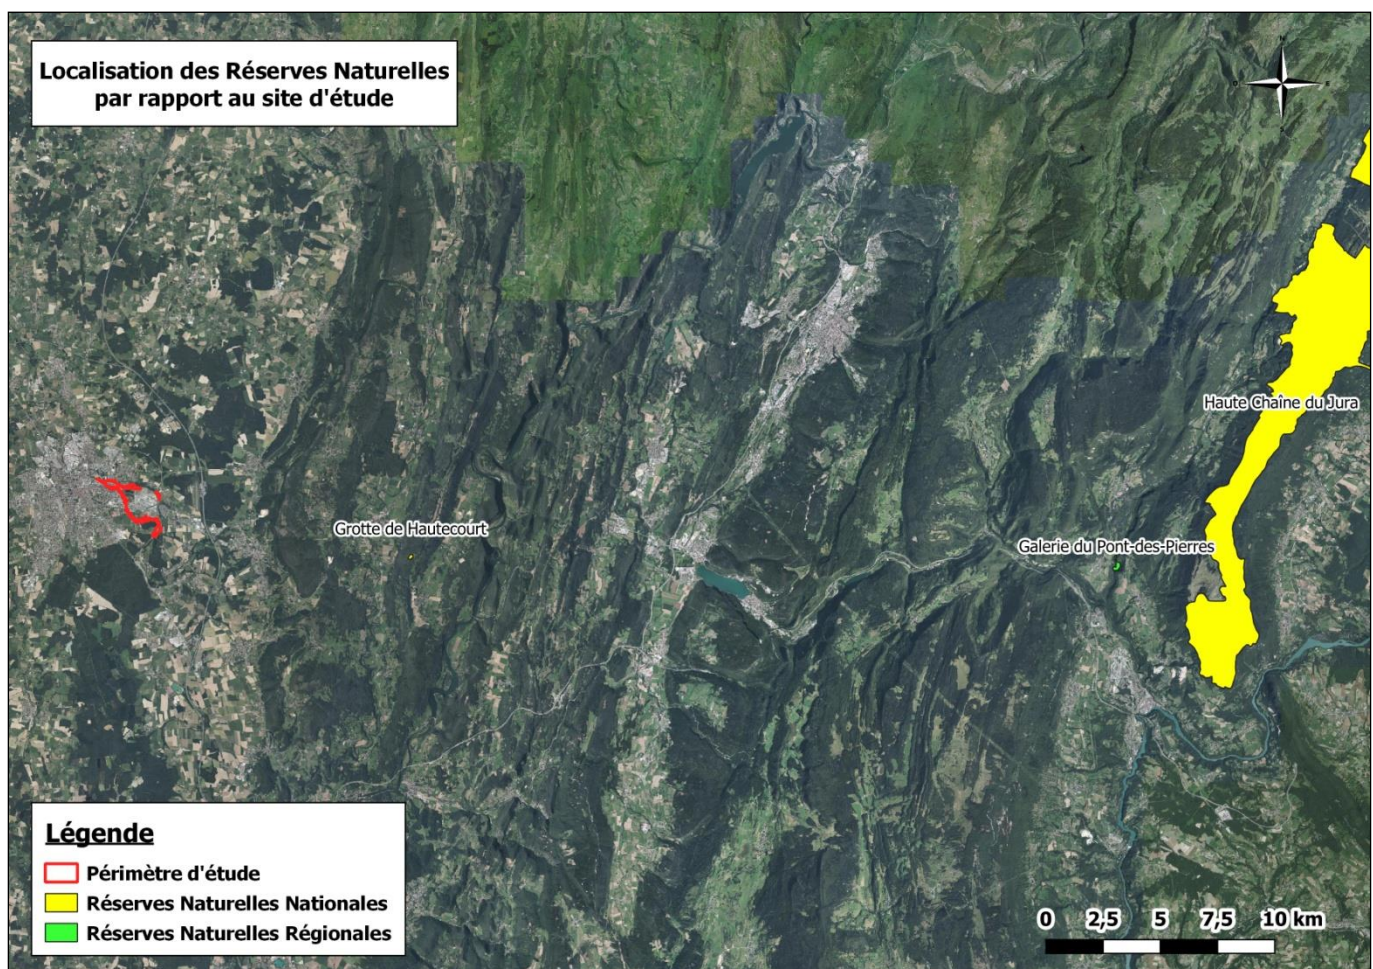 Localisation des Réserves Naturelles
par rapport au site d'étude
N
O
E
S
Haute Chaîne du Jura
Grotte de Hautecourt
Galerie du Pont-des-Pierres
Légende
Périmètre d'étude
Réserves Naturelles Nationales
Réserves Naturelles Régionales
0 2,5 5 7,5 10 km